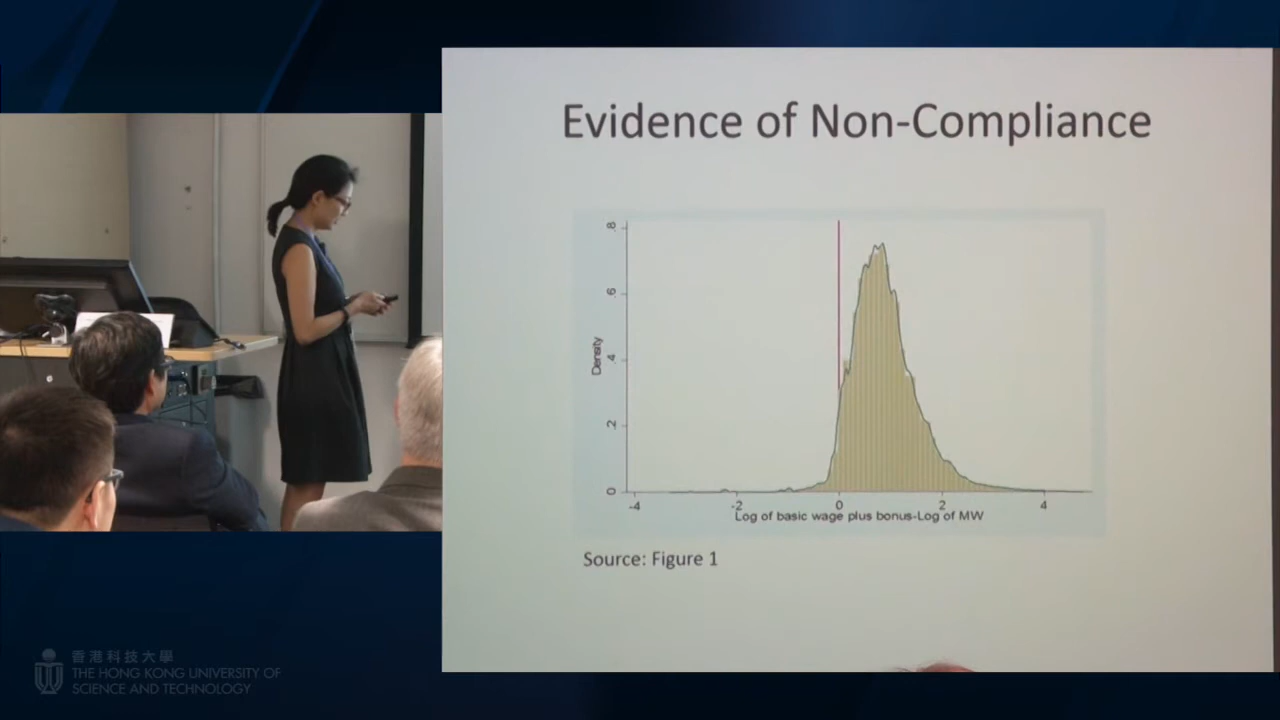 Evidence of Non-Compliance
.8
.6
.4
.2
0
Density
-4
-2
0
2
4
Log of basic wage plus bonus-Log of MW
Source: Figure 1
香港科技大學
THE HONG KONG UNIVERSITY OF
SCIENCE AND TECHNOLOGY